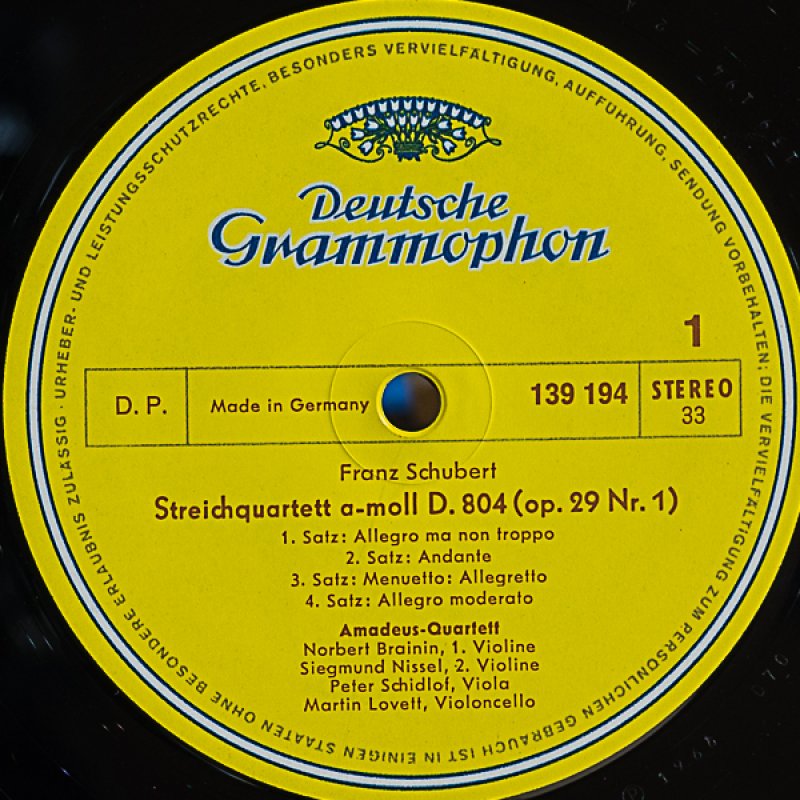 URHEBER- UND LEISTUNGSSCHUTZRECHTE, BESONDERS VERVIELFÄLTIGUNG, AUFFÜHRUNG, SENDUNG VORBEHALTEN; DIE VERVIELFÄLTIGUNG ZUM PERSÖNLICHEN GEBRAUCH IST IN EINIGEN STAATEN OHNE BESONDERE ERLAUBNIS ZULÄSSIG ·
Deutsche
Grammophon
1
D. P.
Made in Germany
139 194
STEREO
33
Franz Schubert
Streichquartett a-moll D. 804 (op. 29 Nr. 1)
1. Satz: Allegro ma non troppo
2. Satz: Andante
3. Satz: Menuetto: Allegretto
4. Satz: Allegro moderato
Amadeus-Quartett
Norbert Brainin, 1. Violine
Siegmund Nissel, 2. Violine
Peter Schidlof, Viola
Martin Lovett, Violoncello